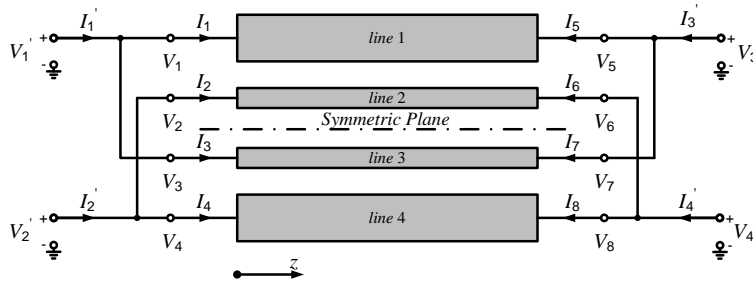 I1' I1 line 1 I5 I3'
V1' + - V1 V5 + - V3
I2 line 2 I6
V2 Symmetric Plane V6
I3 line 3 I7
V3 V7
I2' I4 line 4 I8 I4'
V2' + - V4 V8 + - V4
z